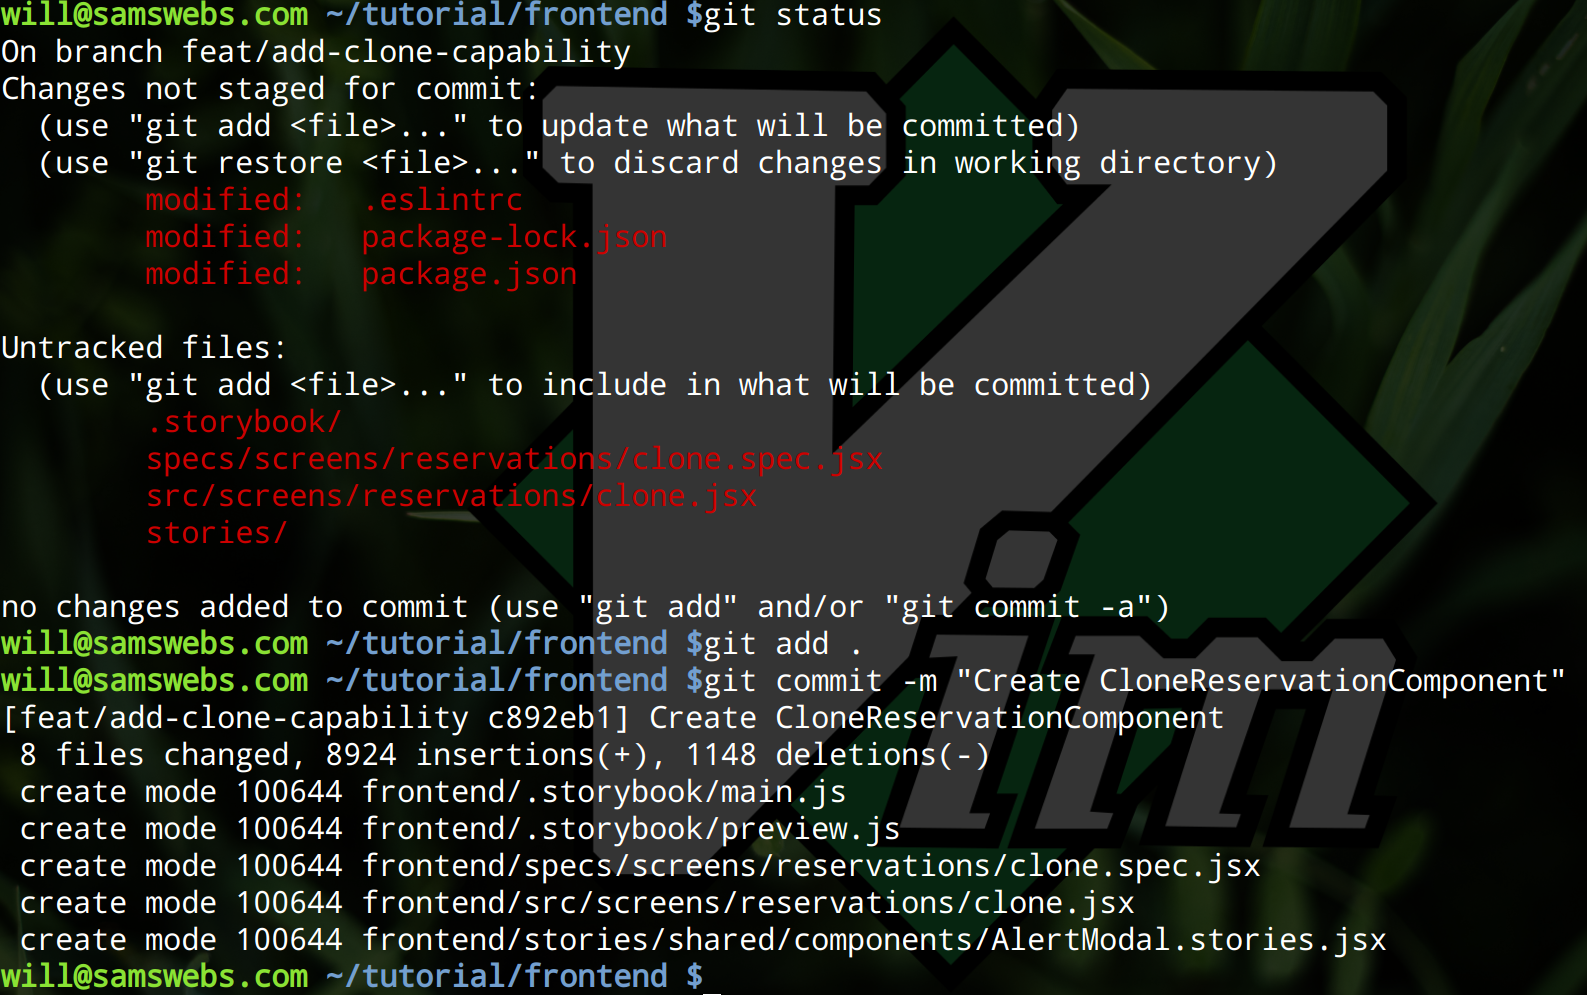 will@samswebs.com ~/tutorial/frontend $git status
On branch feat/add-clone-capability
Changes not staged for commit:
  (use "git add <file>..." to update what will be committed)
  (use "git restore <file>..." to discard changes in working directory)
        modified:   .eslintrc
        modified:   package-lock.json
        modified:   package.json

Untracked files:
  (use "git add <file>..." to include in what will be committed)
        .storybook/
        specs/screens/reservations/clone.spec.jsx
        src/screens/reservations/clone.jsx
        stories/

no changes added to commit (use "git add" and/or "git commit -a")
will@samswebs.com ~/tutorial/frontend $git add .
will@samswebs.com ~/tutorial/frontend $git commit -m "Create CloneReservationComponent"
[feat/add-clone-capability c892eb1] Create CloneReservationComponent
 8 files changed, 8924 insertions(+), 1148 deletions(-)
 create mode 100644 frontend/.storybook/main.js
 create mode 100644 frontend/.storybook/preview.js
 create mode 100644 frontend/specs/screens/reservations/clone.spec.jsx
 create mode 100644 frontend/src/screens/reservations/clone.jsx
 create mode 100644 frontend/stories/shared/components/AlertModal.stories.jsx
will@samswebs.com ~/tutorial/frontend $
Vim